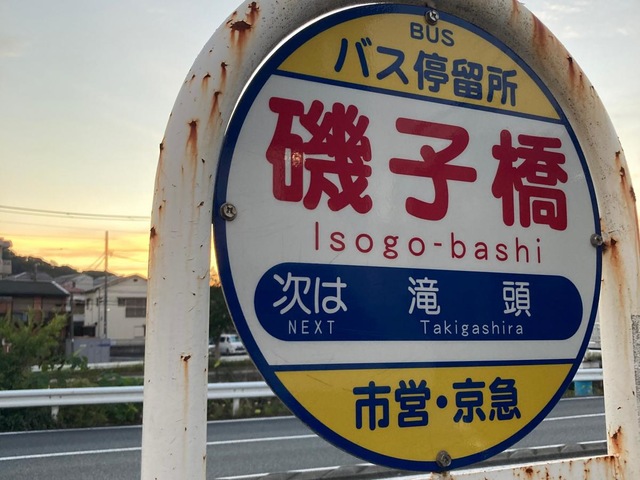 BUS
バス停留所
磯子橋
Isogo-bashi
次は 滝頭
NEXT Takigashira
市営・京急